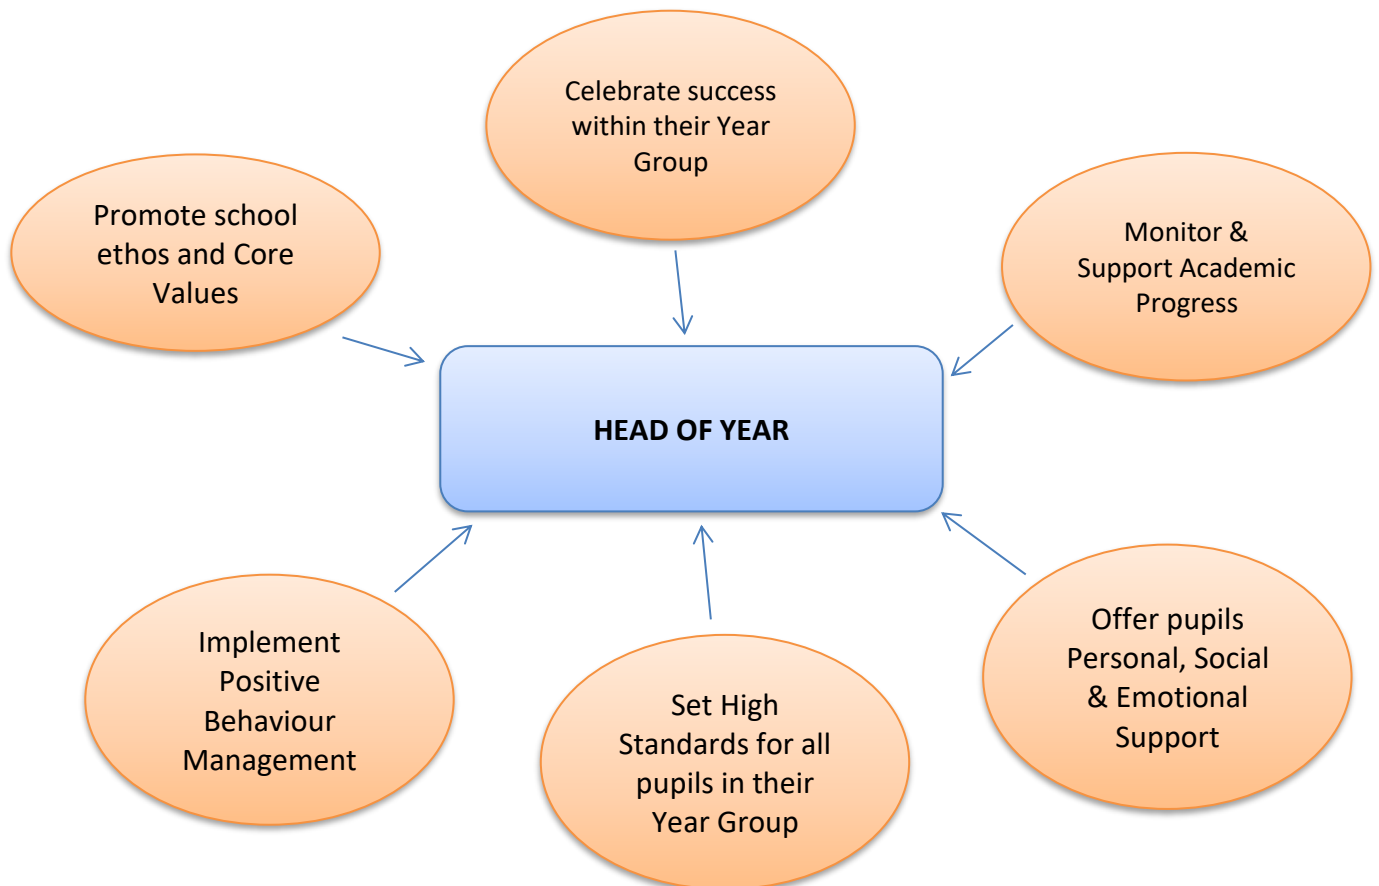 Celebrate success
within their Year
Group
Promote school
ethos and Core
Values
Monitor &
Support Academic
Progress
HEAD OF YEAR
Implement
Positive
Behaviour
Management
Set High
Standards for all
pupils in their
Year Group
Offer pupils
Personal, Social
& Emotional
Support